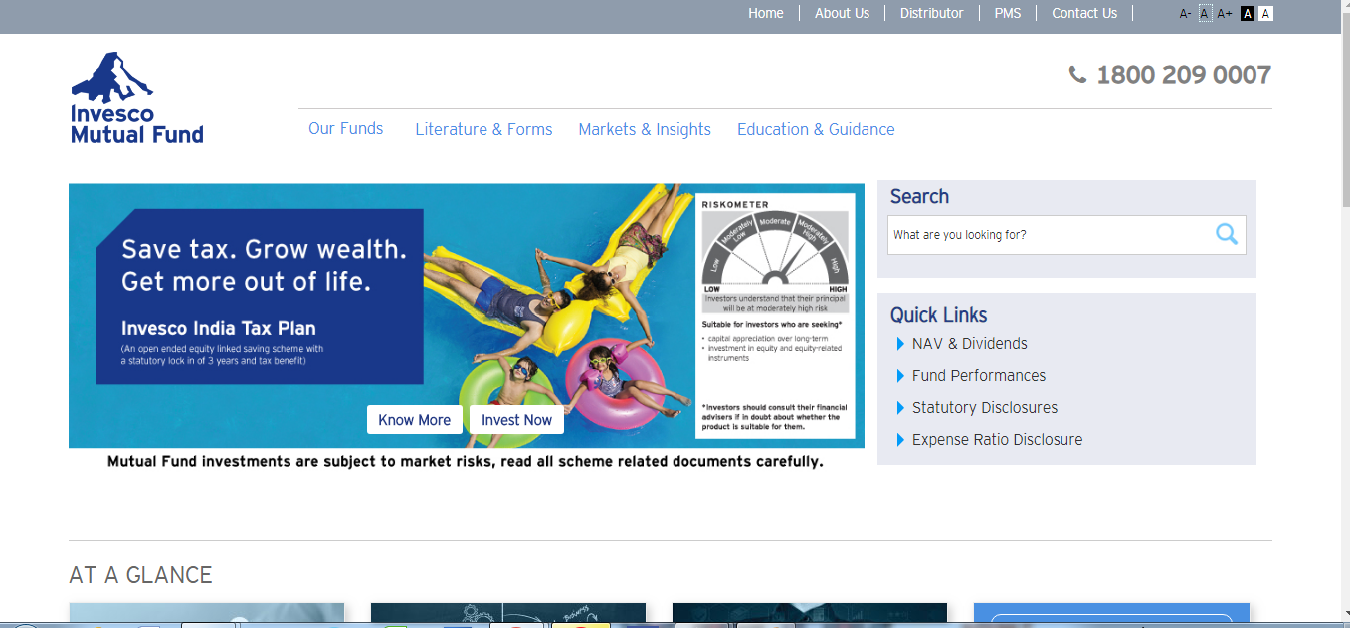 Home About Us Distributor PMS Contact Us A- A A+ A A
Invesco
Mutual Fund
1800 209 0007
Our Funds Literature & Forms Markets & Insights Education & Guidance
Save tax. Grow wealth.
Get more out of life.
Invesco India Tax Plan
(An open ended equity linked saving scheme with
a statutory lock in of 3 years and tax benefit)
Know More Invest Now
RISKOMETER
Low
Moderately
Low
Moderate
Moderately
High
High
LOW HIGH
Investors understand that their principal
will be at moderately high risk
Suitable for investors who are seeking*
• capital appreciation over long-term
• investment in equity and equity-related
instruments
*Investors should consult their financial
advisers if in doubt about whether the
product is suitable for them.
Mutual Fund investments are subject to market risks, read all scheme related documents carefully.
Search
What are you looking for?
Quick Links
NAV & Dividends
Fund Performances
Statutory Disclosures
Expense Ratio Disclosure
AT A GLANCE
BUSINESS